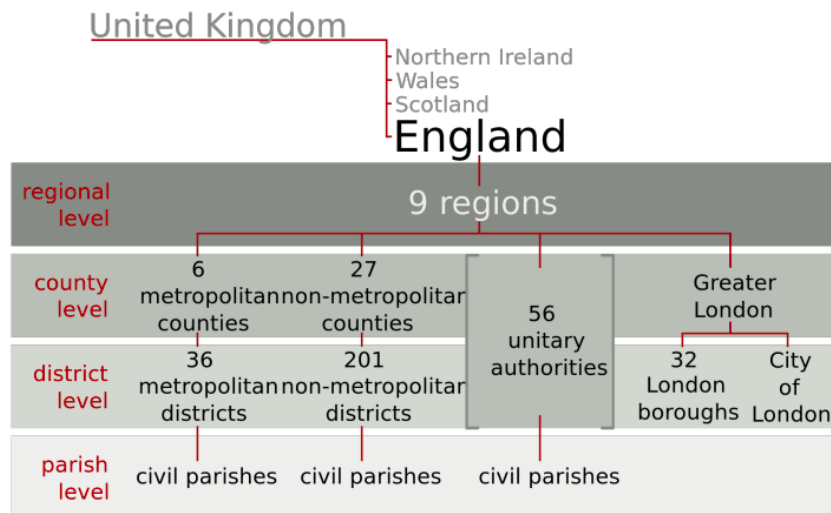 United Kingdom
Northern Ireland
Wales
Scotland
England
regional
level
9 regions
county
level
6
metropolitan
counties
27
non-metropolitan
counties
56
unitary
authorities
Greater
London
district
level
36
metropolitan
districts
201
non-metropolitan
districts
32
London
boroughs
City
of
London
parish
level
civil parishes
civil parishes
civil parishes